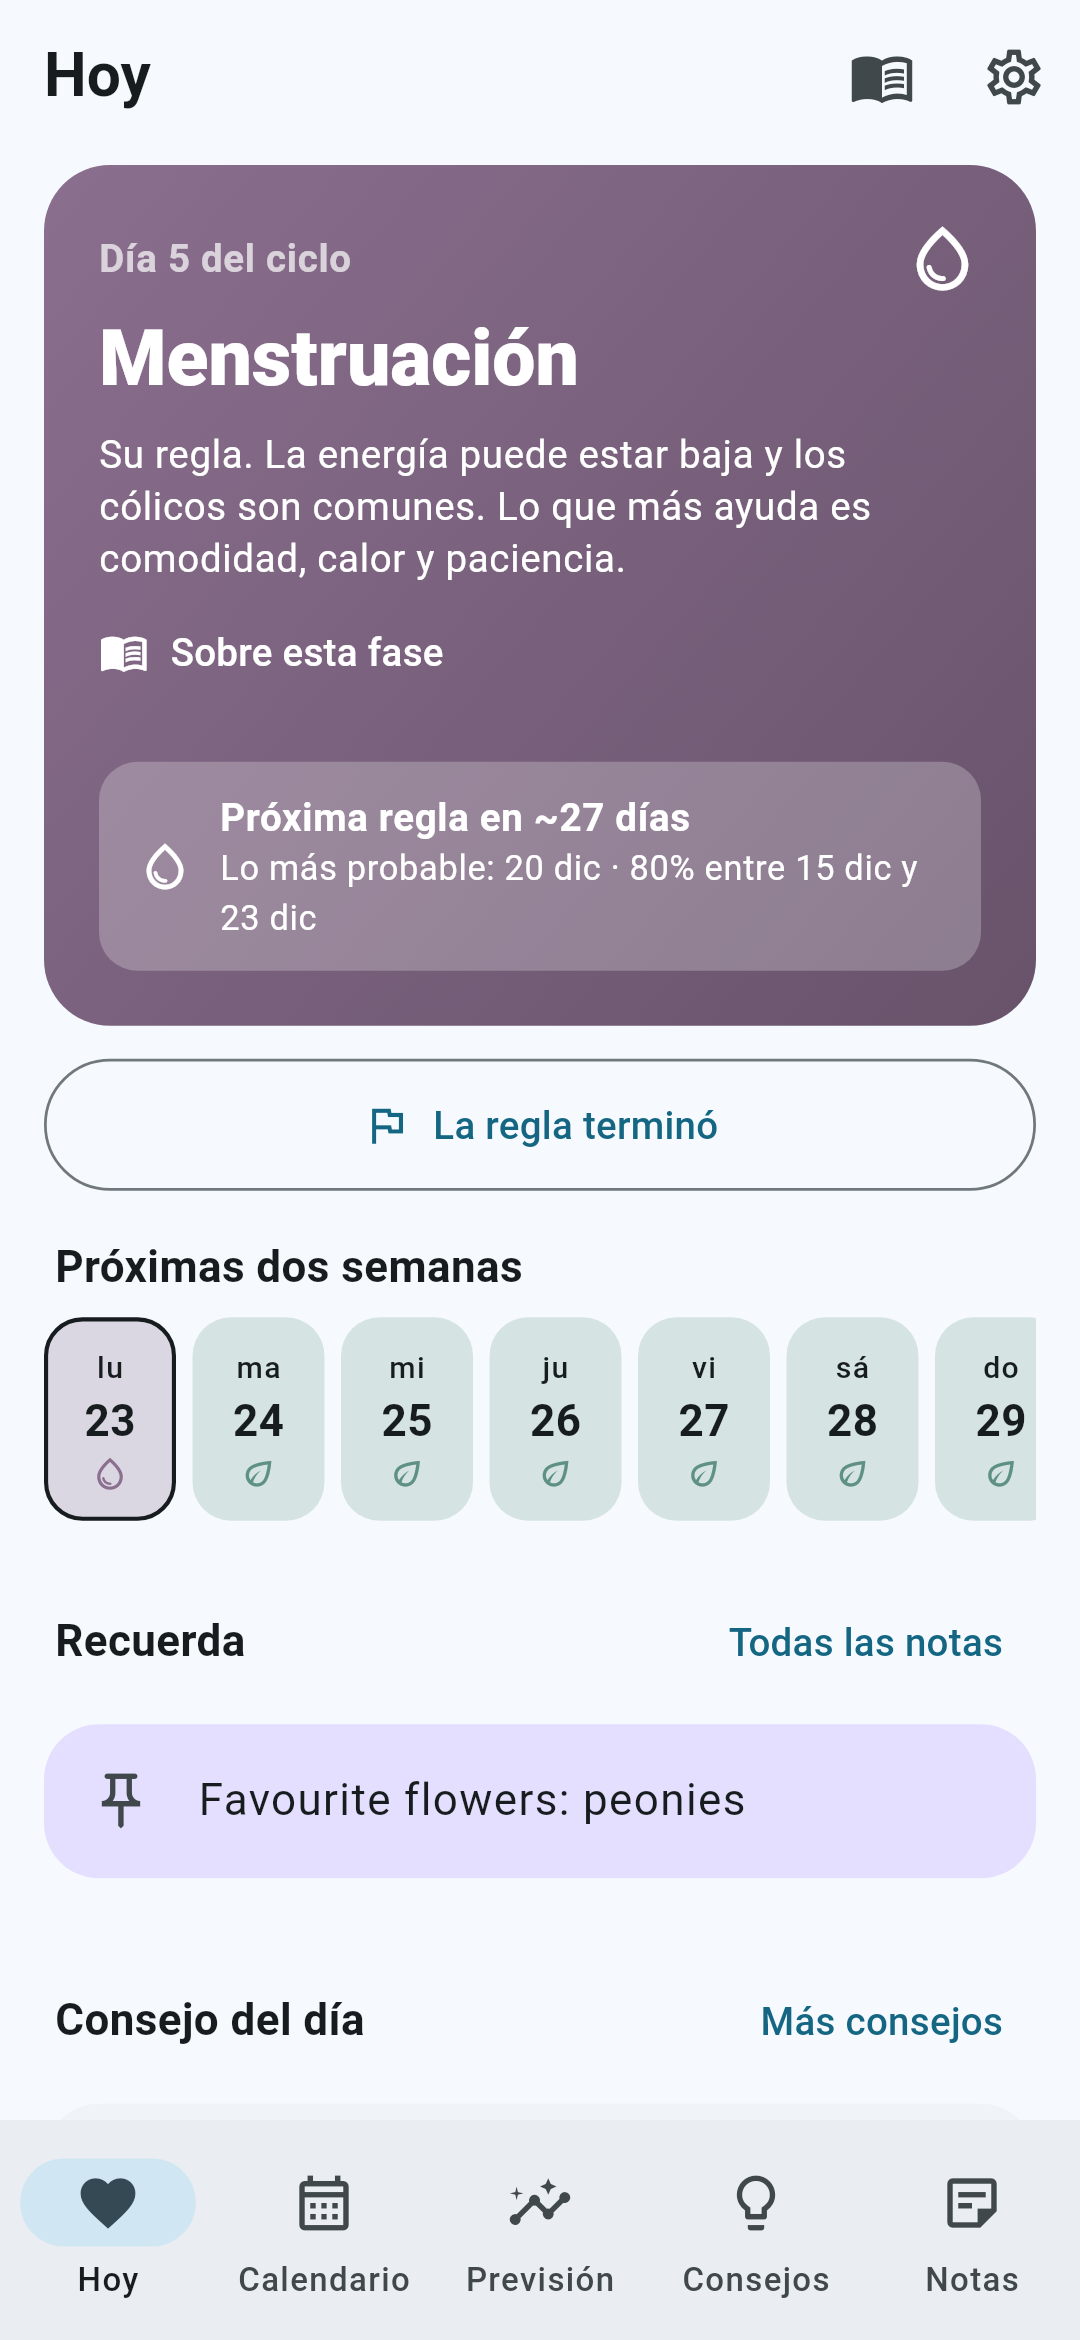 Hoy
Día 5 del ciclo
Menstruación
Su regla. La energía puede estar baja y los
cólicos son comunes. Lo que más ayuda es
comodidad, calor y paciencia.
Sobre esta fase
Próxima regla en ~27 días
Lo más probable: 20 dic · 80% entre 15 dic y
23 dic
La regla terminó
Próximas dos semanas
lu ma mi ju vi sá do
23 24 25 26 27 28 29
Recuerda Todas las notas
Favourite flowers: peonies
Consejo del día Más consejos
Hoy Calendario Previsión Consejos Notas